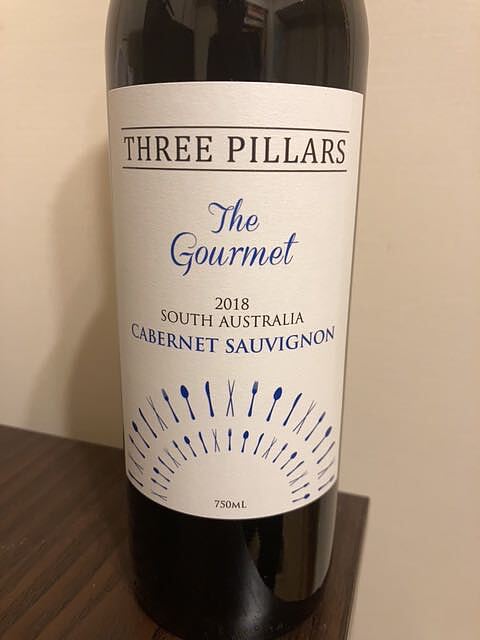 THREE PILLARS
The
Gourmet
2018
SOUTH AUSTRALIA
CABERNET SAUVIGNON
750ML